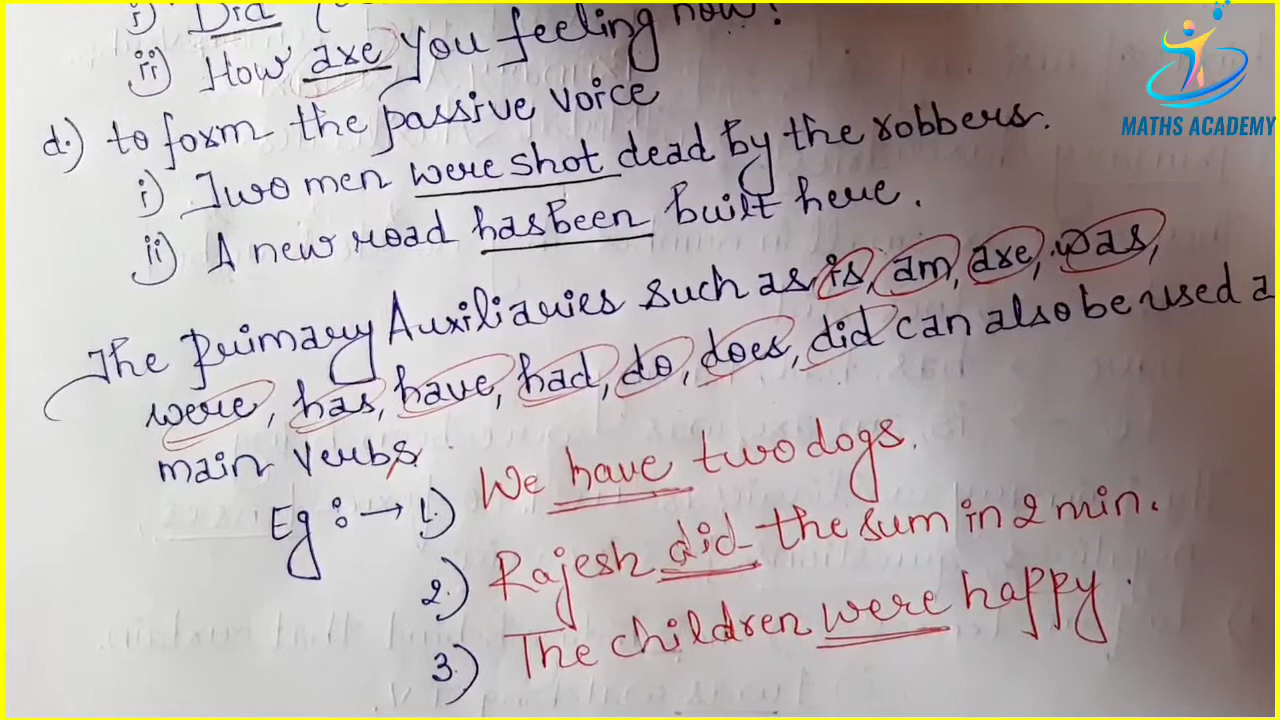 i) Did
ii) How are you feeling now?
d.) to form the passive voice
i) Two men were shot dead by the robbers.
ii) A new road has been built here.
The Primary Auxiliaries such as is, am, are, was,
were, has, have, had, do, does, did can also be used a
main verbs.
Eg :→ 1.) We have two dogs.
2.) Rajesh did the sum in 2 min.
3.) The children were happy.
MATHS ACADEMY